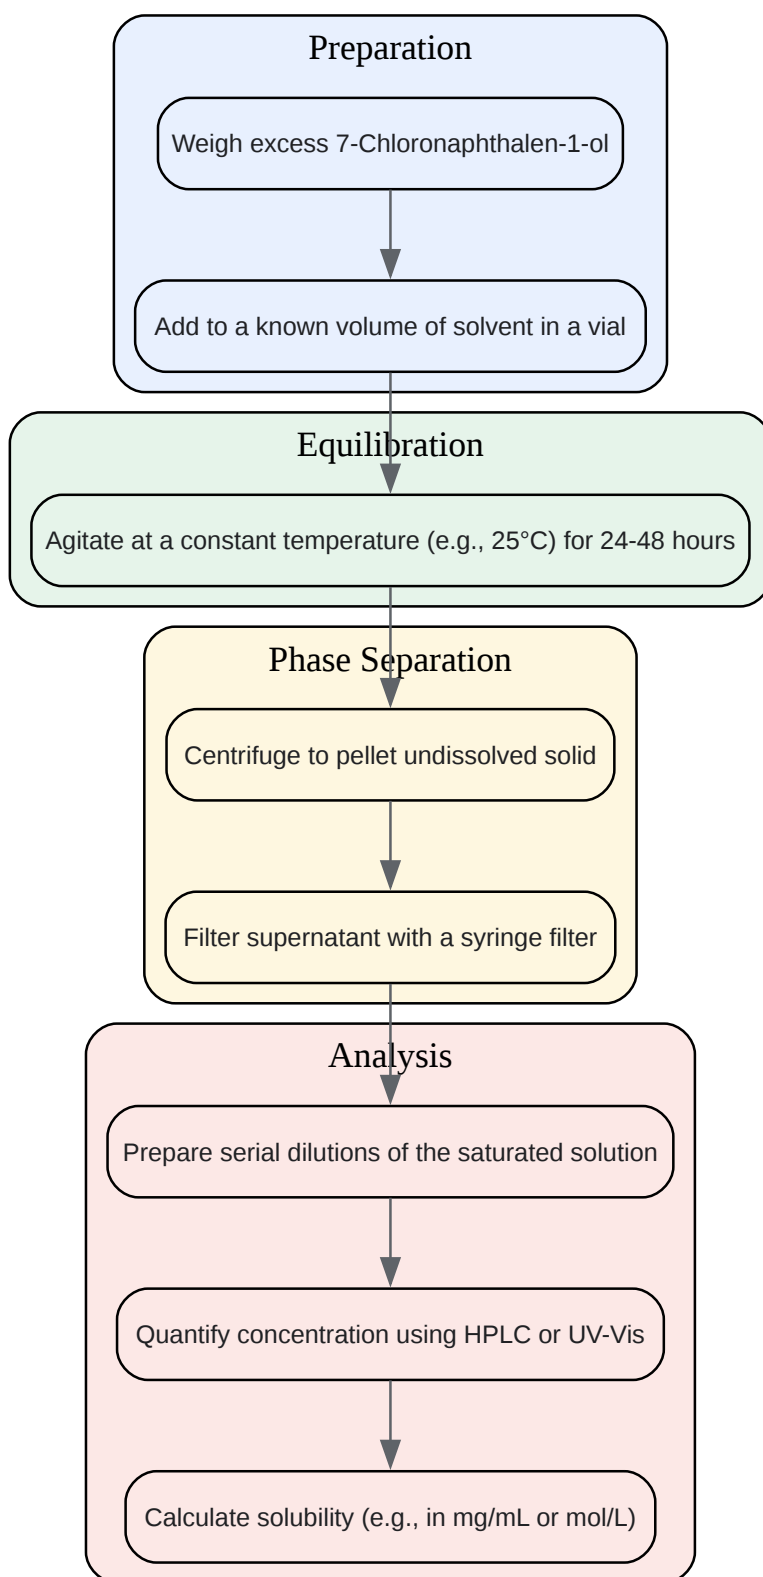 Preparation
Weigh excess 7-Chloronaphthalen-1-ol
Add to a known volume of solvent in a vial
Equilibration
Agitate at a constant temperature (e.g., 25°C) for 24-48 hours
Phase Separation
Centrifuge to pellet undissolved solid
Filter supernatant with a syringe filter
Analysis
Prepare serial dilutions of the saturated solution
Quantify concentration using HPLC or UV-Vis
Calculate solubility (e.g., in mg/mL or mol/L)